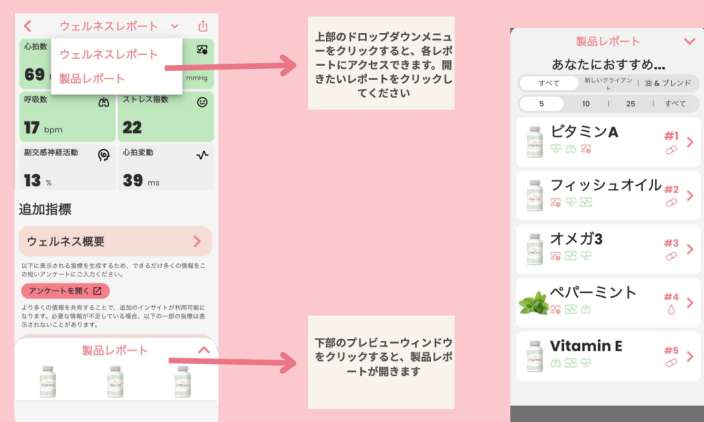 ウェルネスレポート
心拍数
69
ウェルネスレポート
製品レポート
mmHg
呼吸数
17 bpm
ストレス指数
22
副交感神経活動
13 %
心拍変動
39 ms
追加指標
ウェルネス概要
以下に表示される指標を生成するため、できるだけ多くの情報をこ
の短いアンケートにご入力ください。
アンケートを開く
より多くの情報を共有することで、追加のインサイトが利用可能に
なります。必要な情報が不足している場合、以下の一部の指標は表
示されないことがあります。
製品レポート
上部のドロップダウンメニュ
ーをクリックすると、各レポ
ートにアクセスできます。開
きたいレポートをクリックし
てください
下部のプレビューウィンドウ
をクリックすると、製品レポ
ートが開きます
製品レポート
あなたにおすすめ...
すべて 新しいクライアン | 油 & ブレンド
ト
5 10 | 25 | すべて
ビタミンA #1
フィッシュオイル #2
オメガ3 #3
ペパーミント #4
Vitamin E #5